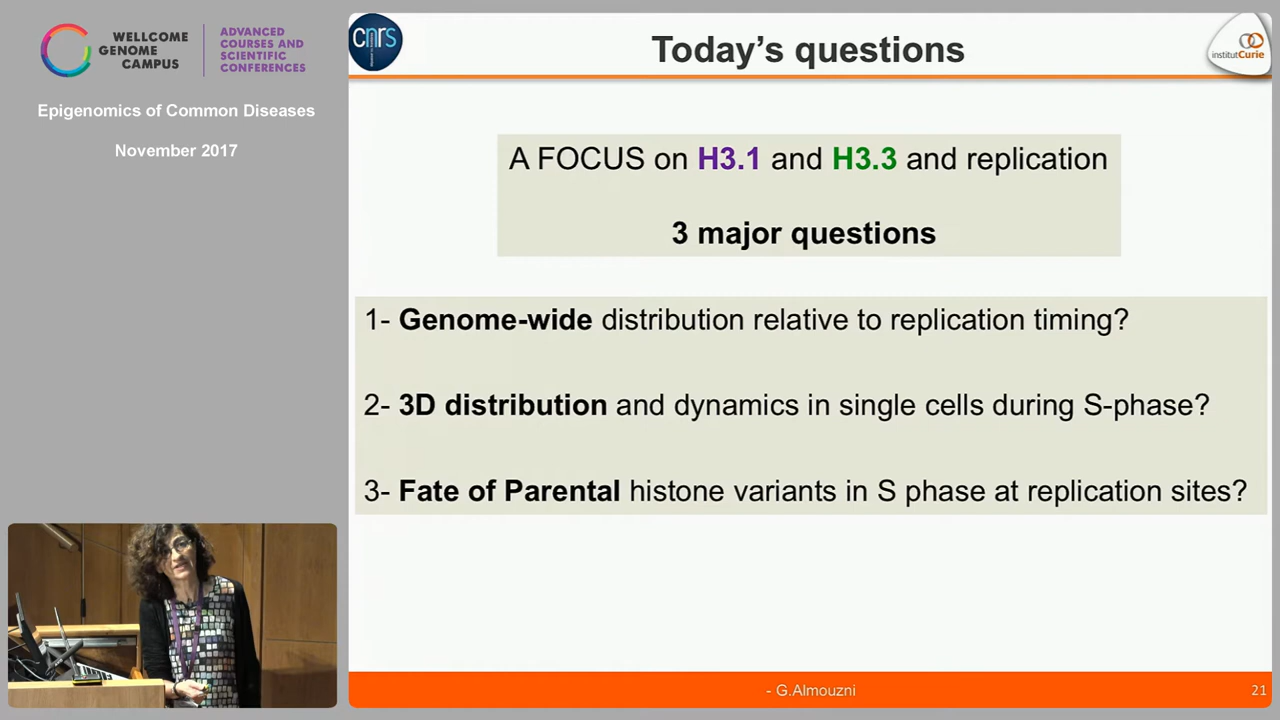 WELLCOME
GENOME
CAMPUS
ADVANCED
COURSES AND
SCIENTIFIC
CONFERENCES
Epigenomics of Common Diseases
November 2017
cnrs
Today's questions
institutCurie
A FOCUS on H3.1 and H3.3 and replication
3 major questions
1- Genome-wide distribution relative to replication timing?
2- 3D distribution and dynamics in single cells during S-phase?
3- Fate of Parental histone variants in S phase at replication sites?
- G.Almouzni
21